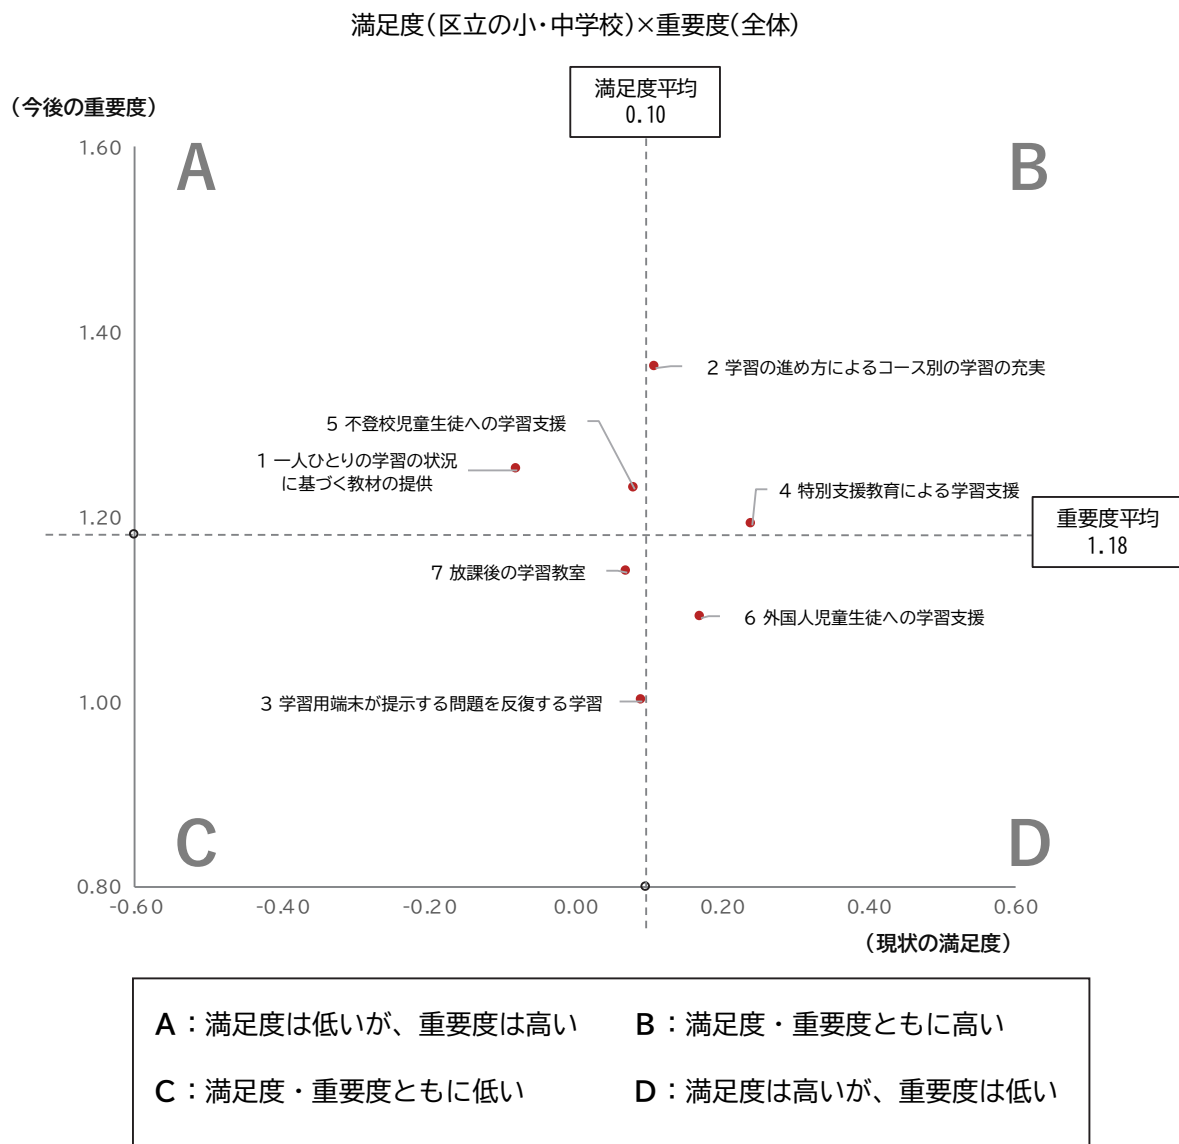 満足度(区立の小・中学校)×重要度(全体)
満足度平均
0.10
(今後の重要度)
1.60
A
B
1.40
2 学習の進め方によるコース別の学習の充実
5 不登校児童生徒への学習支援
1 一人ひとりの学習の状況
に基づく教材の提供
4 特別支援教育による学習支援
1.20
重要度平均
1.18
7 放課後の学習教室
6 外国人児童生徒への学習支援
1.00
3 学習用端末が提示する問題を反復する学習
C
D
0.80
-0.60 -0.40 -0.20 0.00 0.20 0.40 0.60
(現状の満足度)
A:満足度は低いが、重要度は高い B:満足度・重要度ともに高い
C:満足度・重要度ともに低い D:満足度は高いが、重要度は低い